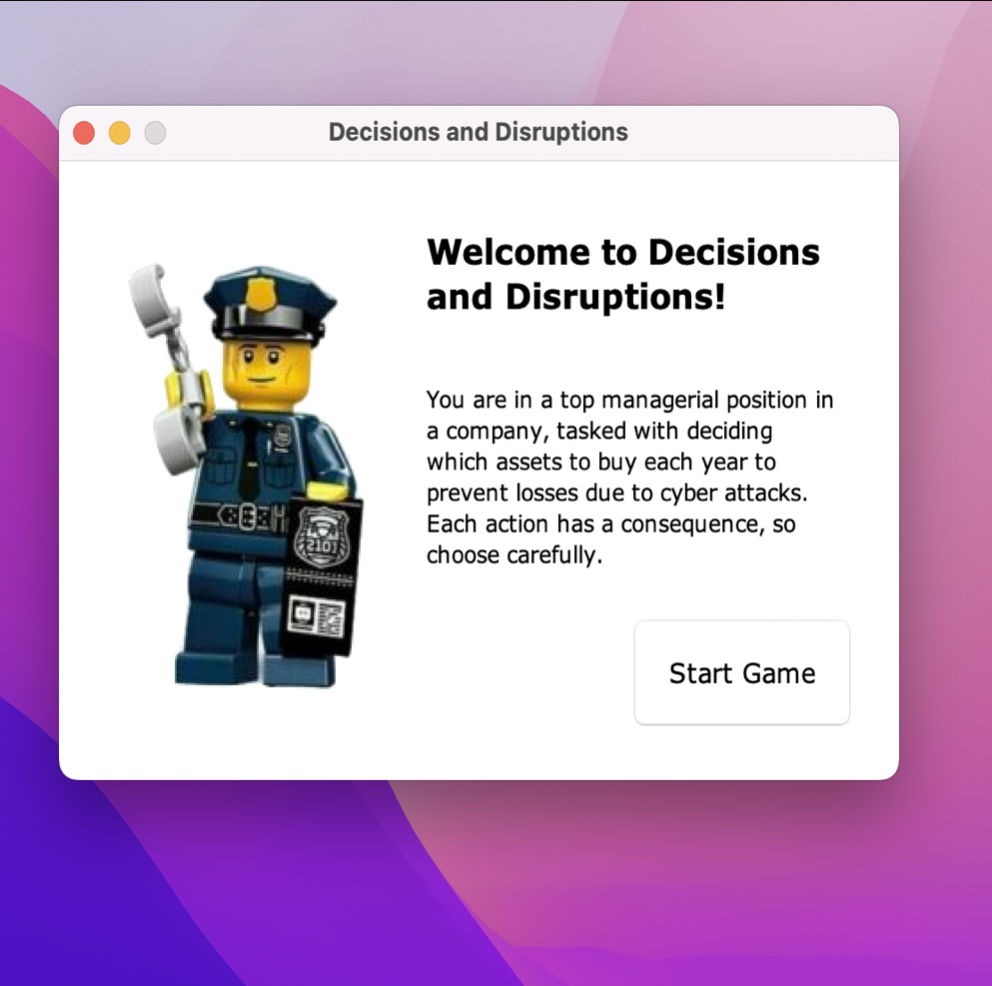 Decisions and Disruptions
Welcome to Decisions
and Disruptions!
You are in a top managerial position in
a company, tasked with deciding
which assets to buy each year to
prevent losses due to cyber attacks.
Each action has a consequence, so
choose carefully.
2101
Start Game